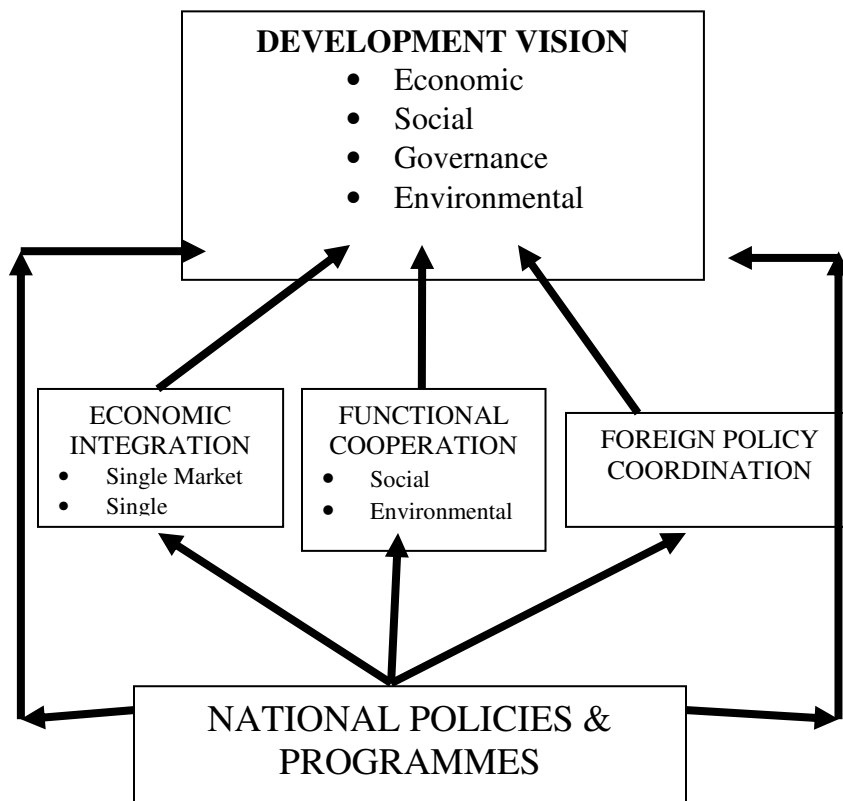 DEVELOPMENT VISION
• Economic
• Social
• Governance
• Environmental
ECONOMIC
INTEGRATION
• Single Market
• Single
FUNCTIONAL
COOPERATION
• Social
• Environmental
FOREIGN POLICY
COORDINATION
NATIONAL POLICIES &
PROGRAMMES